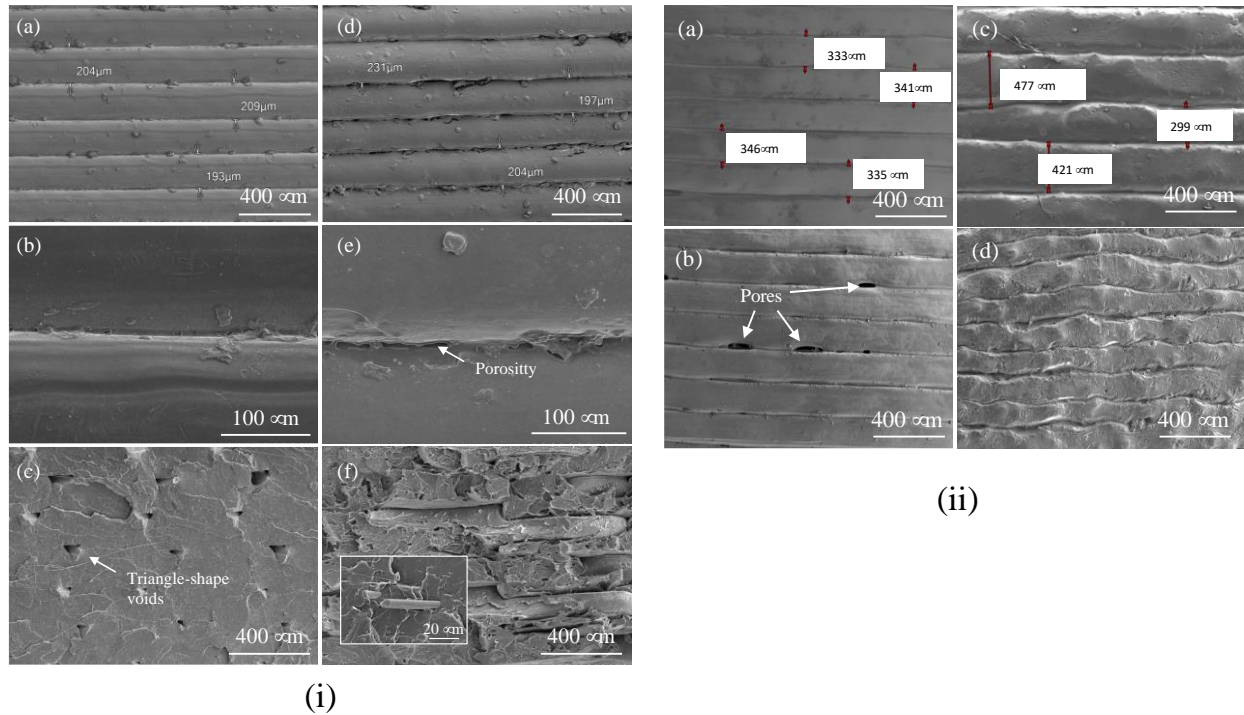 (a)
204μm
209μm
193μm
400 ∝m
(d)
231μm
197μm
204μm
400 ∝m
(b)
100 ∝m
(e)
Porositty
100 ∝m
(c)
Triangle-shape
voids
400 ∝m
(f)
20 ∝m
400 ∝m
(i)
(a)
333∝m
341∝m
346∝m
335 ∝m
400 ∝m
(c)
477 ∝m
299 ∝m
421 ∝m
400 ∝m
(b)
Pores
400 ∝m
(d)
400 ∝m
(ii)